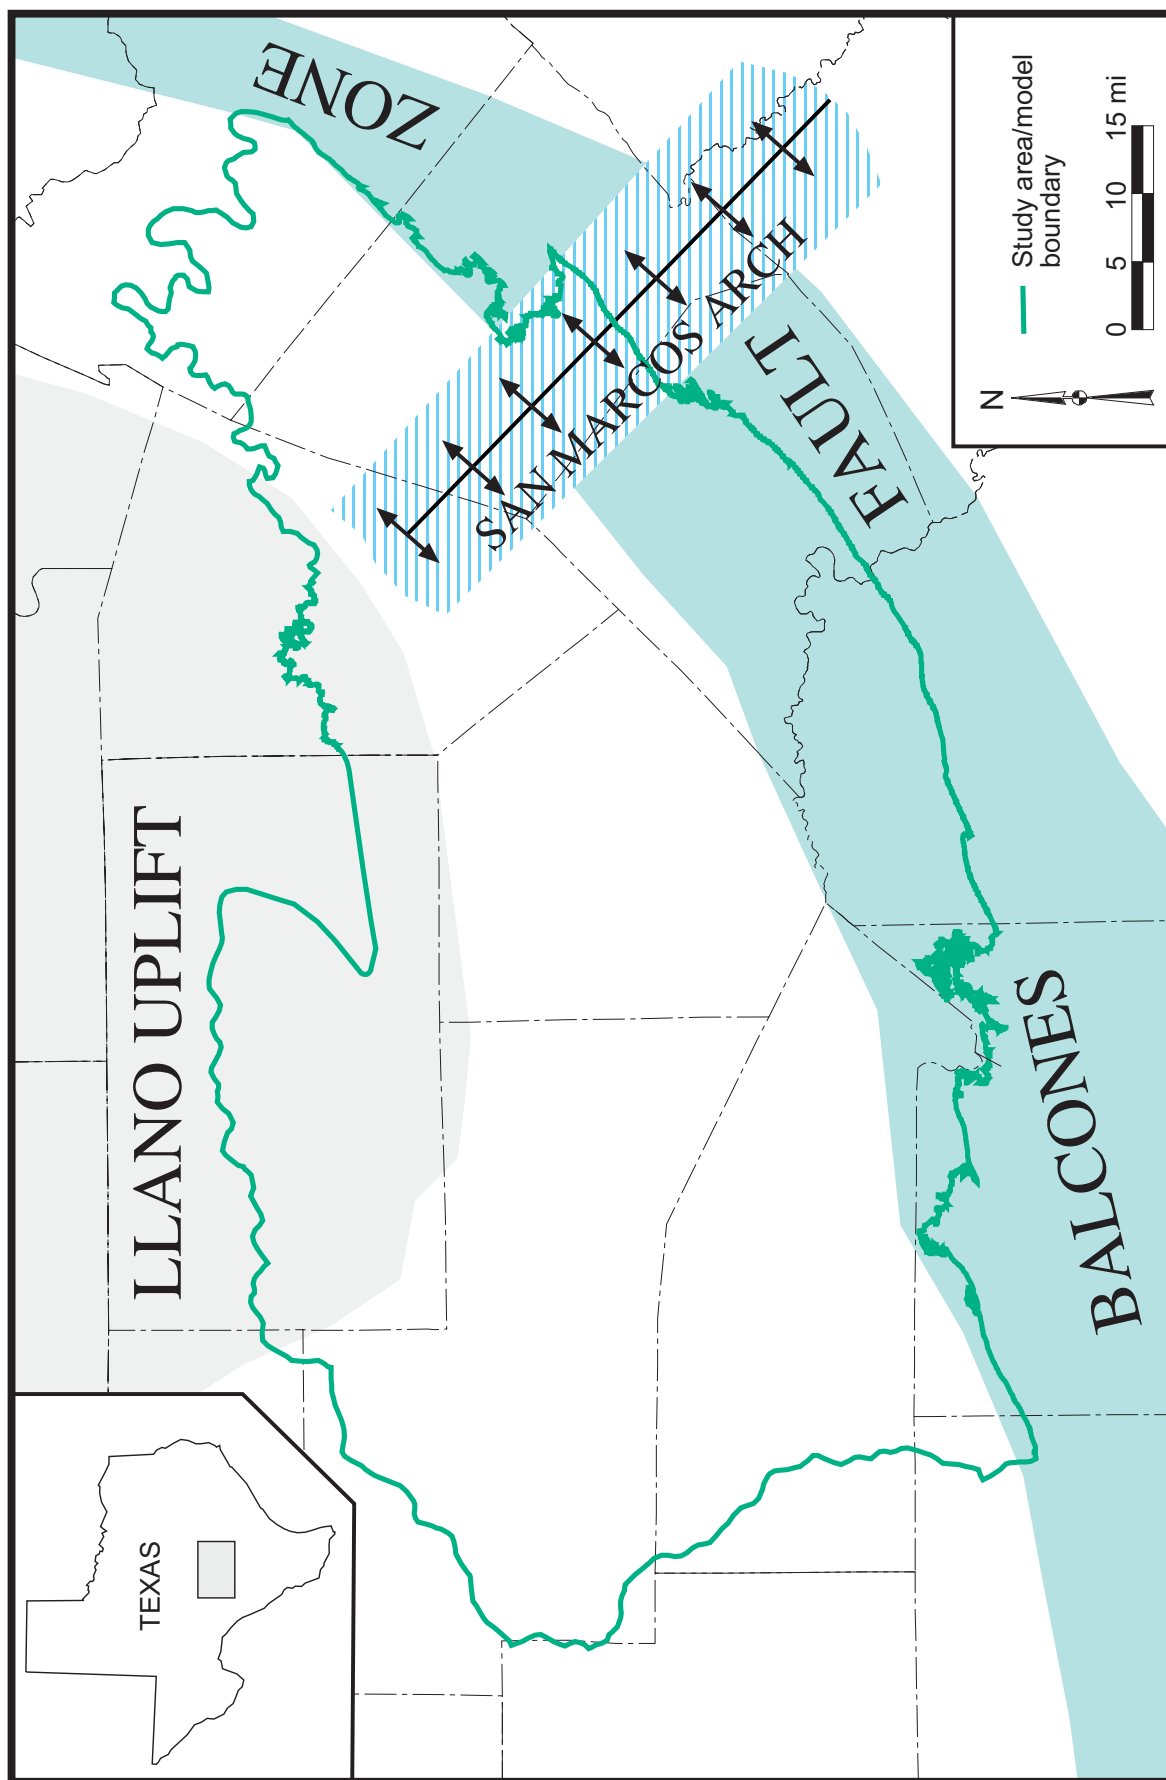 TEXAS
LLANO UPLIFT
SAN MARCOS ARCH
BALCONES
FAULT
ZONE
N
Study area/model
boundary
0 5 10 15 mi